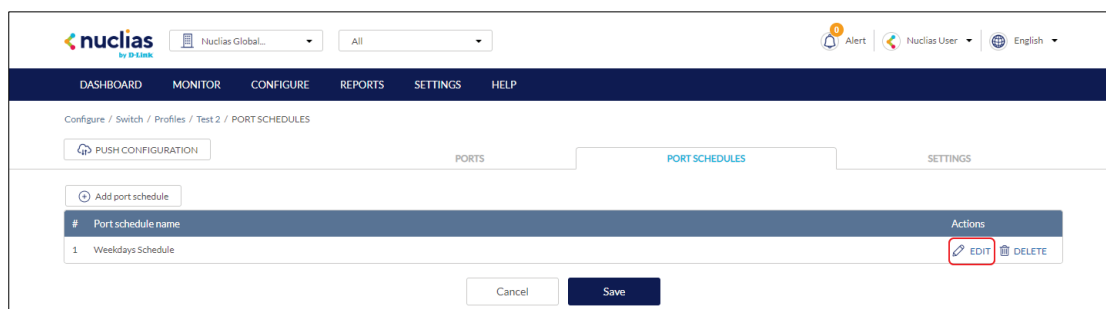 nuclias
by D-Link
Nuclias Global...
All
0
Alert
Nuclias User
English
DASHBOARD MONITOR CONFIGURE REPORTS SETTINGS HELP
Configure / Switch / Profiles / Test 2 / PORT SCHEDULES
PUSH CONFIGURATION
PORTS PORT SCHEDULES SETTINGS
Add port schedule
# Port schedule name Actions
1 Weekdays Schedule EDIT DELETE
Cancel Save